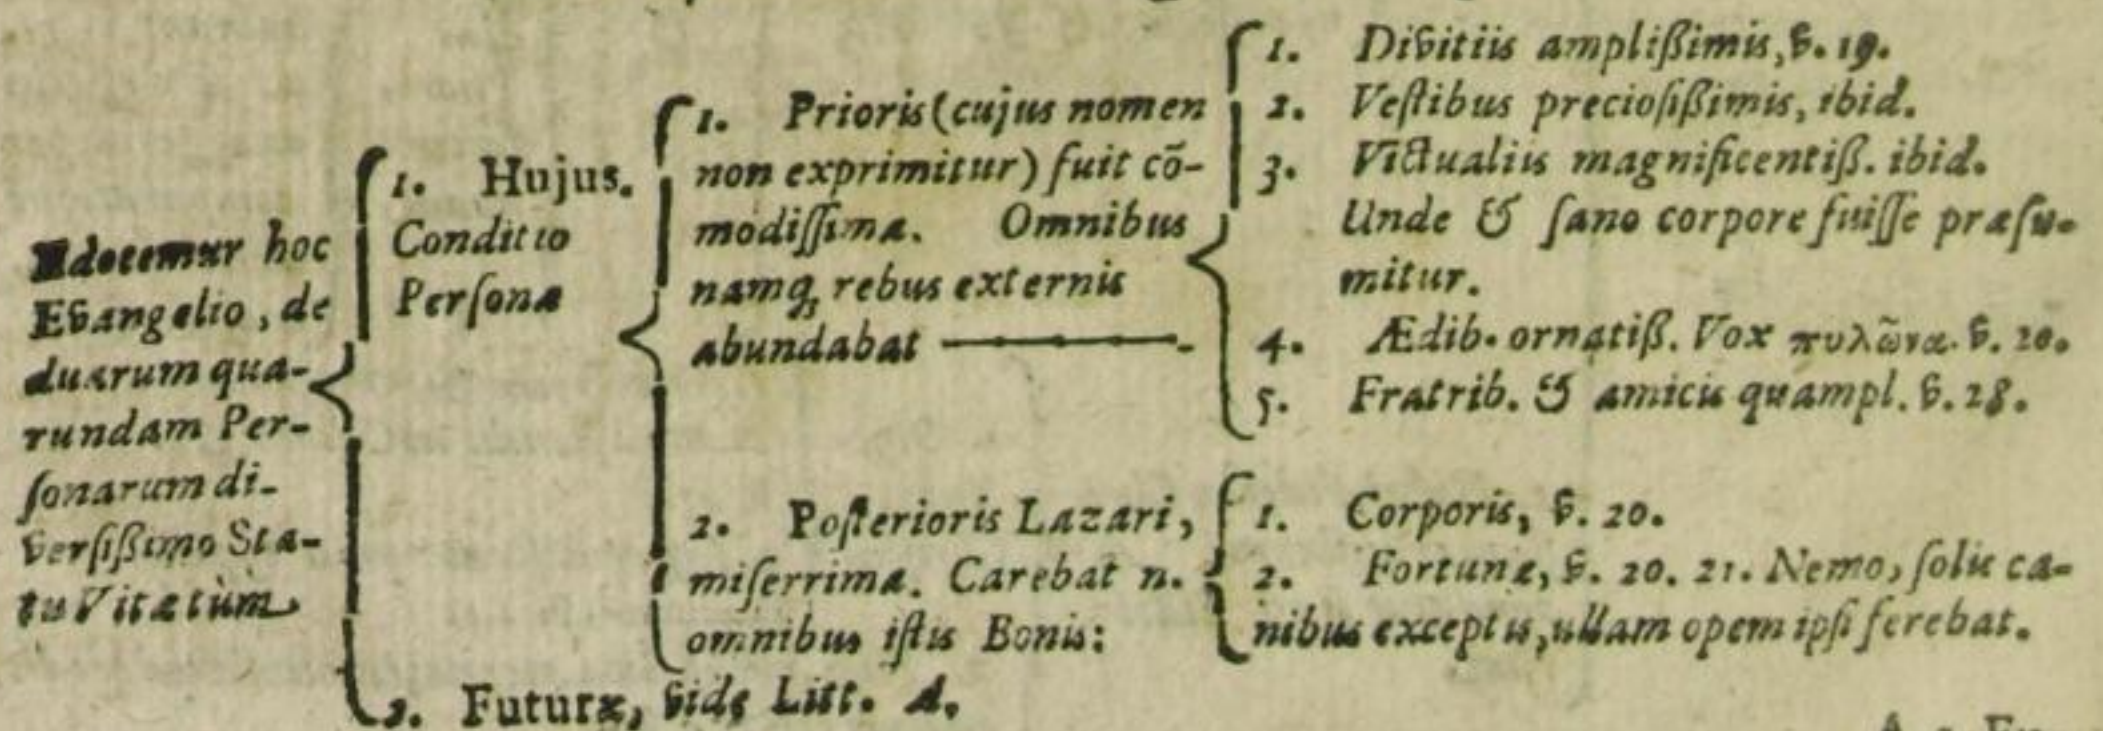 Edocemur hoc
Evangelio, de
duarum qua-
rundam Per-
sonarum di-
versißimo Sta-
tu Vitæ tùm
1. Hujus.
Conditio
Personæ
1. Prioris (cujus nomen
non exprimitur) fuit cõ-
modissima. Omnibus
namq; rebus externis
abundabat
1. Divitiis amplißimis, v. 19.
2. Vestibus preciosißimis, ibid.
3. Victualiis magnificentiß. ibid.
Unde & sano corpore fuisse præsu-
mitur.
4. Ædib. ornatiß. Vox πυλῶνα. v. 20.
5. Fratrib. & amicis quampl. v. 28.
2. Posterioris Lazari,
miserrima. Carebat n.
omnibus istis Bonis:
1. Corporis, v. 20.
2. Fortunæ, v. 20. 21. Nemo, solis ca-
nibus exceptis, ullam opem ipsi ferebat.
2. Futuræ, vide Litt. A.